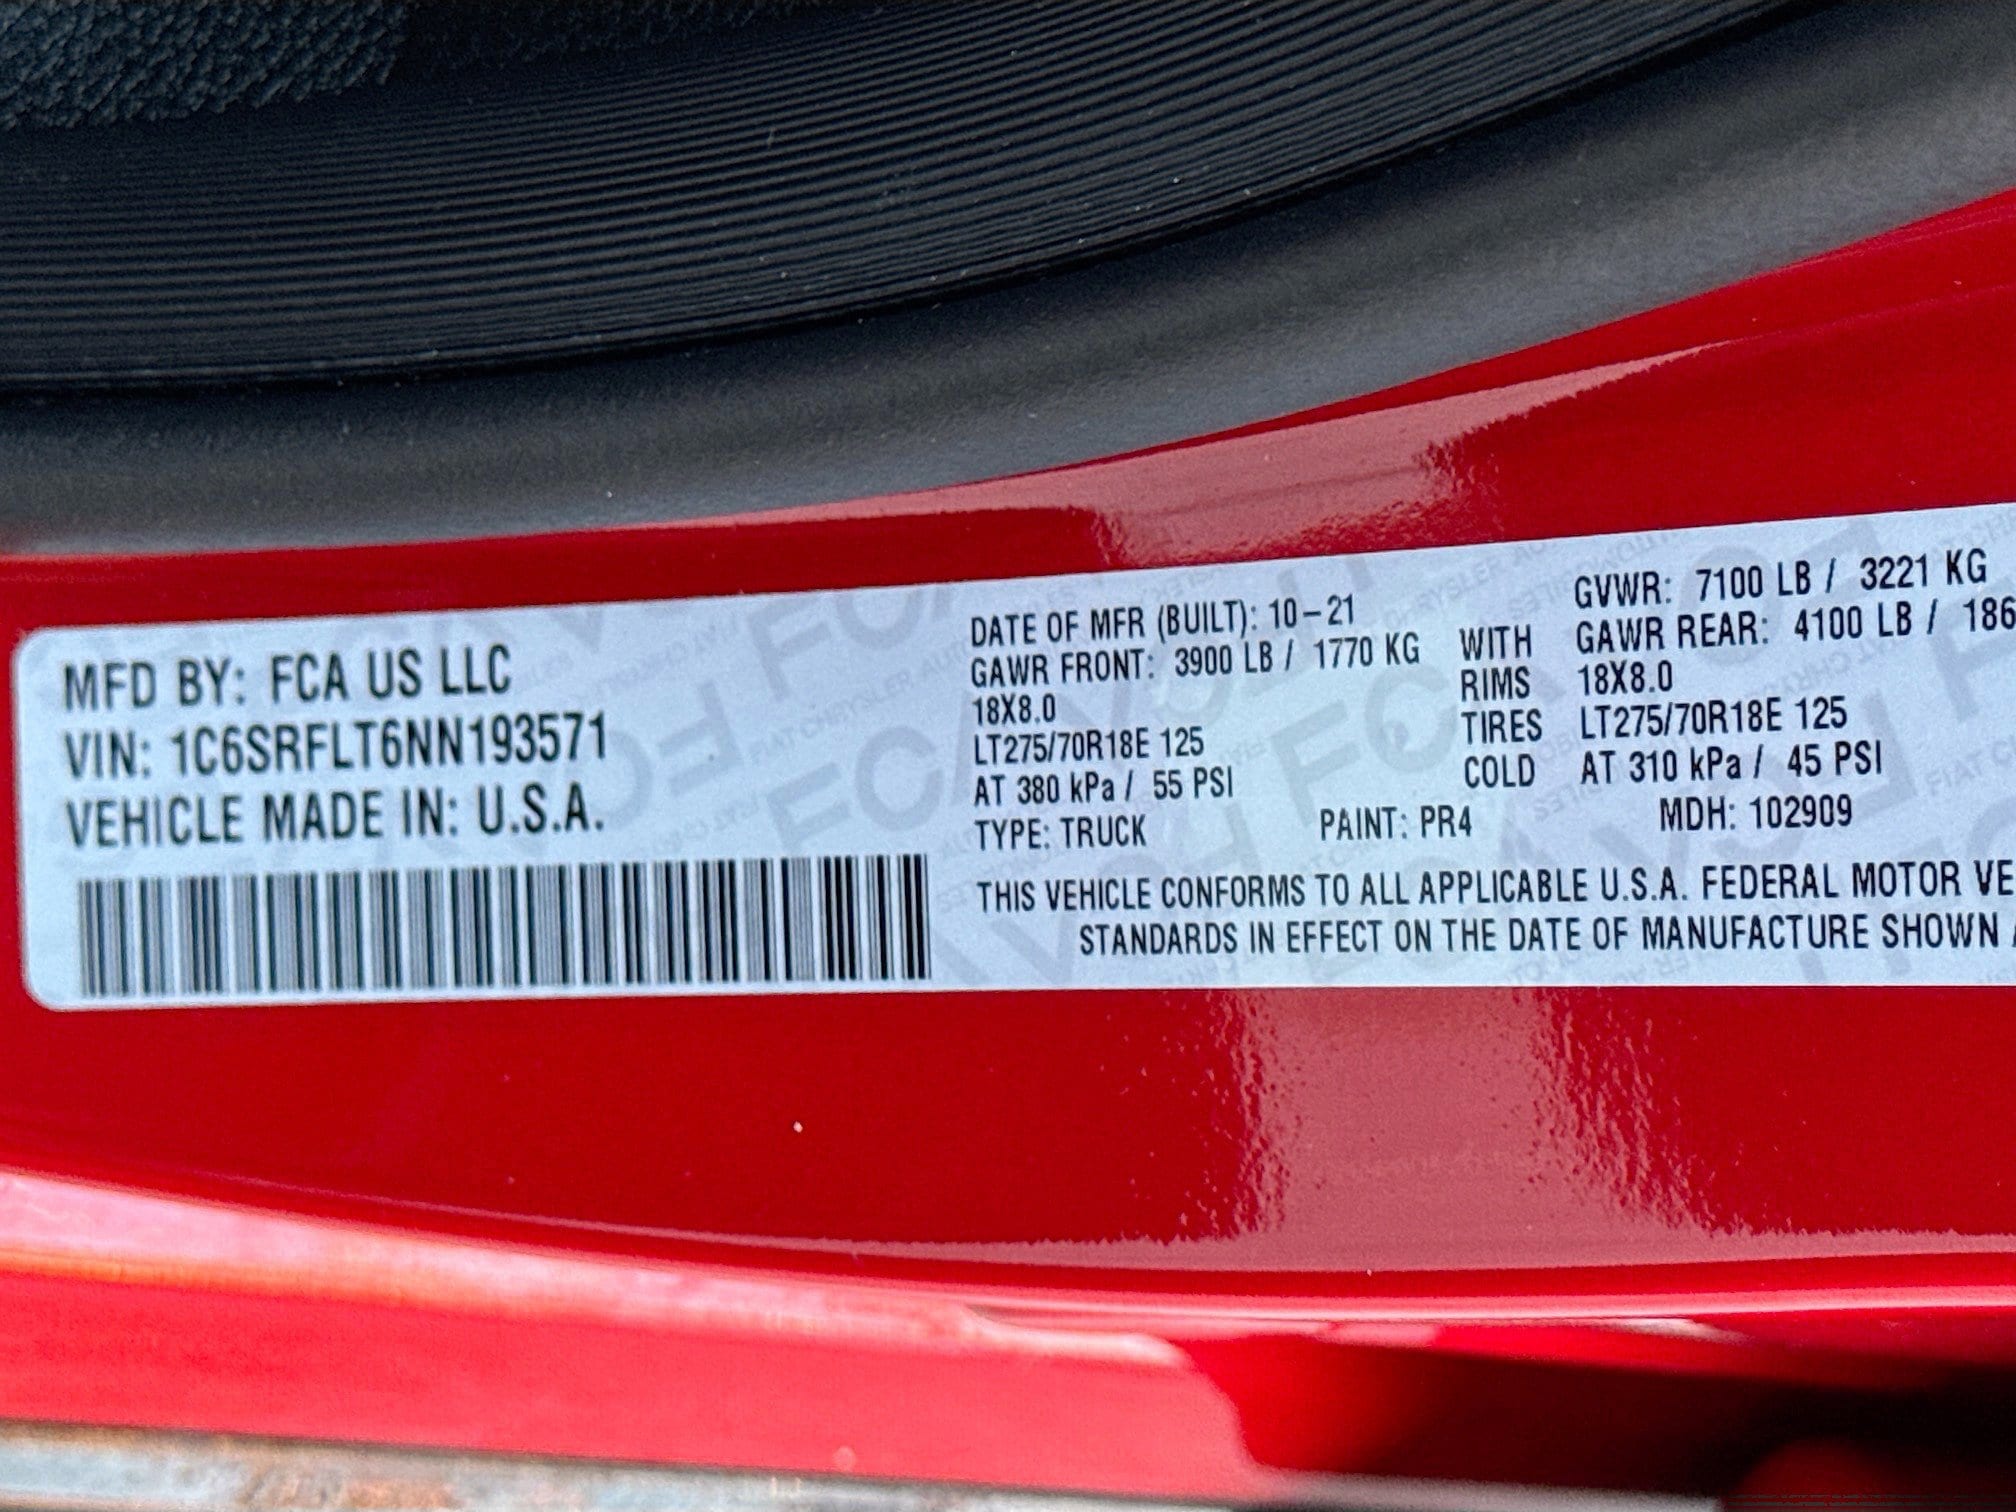 MFD BY: FCA US LLC
VIN: 1C6SRFLT6NN193571
VEHICLE MADE IN: U.S.A.
DATE OF MFR (BUILT): 10-21 GVWR: 7100 LB / 3221 KG
GAWR FRONT: 3900 LB / 1770 KG WITH GAWR REAR: 4100 LB / 186
18X8.0 RIMS 18X8.0
LT275/70R18E 125 TIRES LT275/70R18E 125
AT 380 kPa / 55 PSI COLD AT 310 kPa / 45 PSI
TYPE: TRUCK PAINT: PR4 MDH: 102909
THIS VEHICLE CONFORMS TO ALL APPLICABLE U.S.A. FEDERAL MOTOR VE
STANDARDS IN EFFECT ON THE DATE OF MANUFACTURE SHOWN